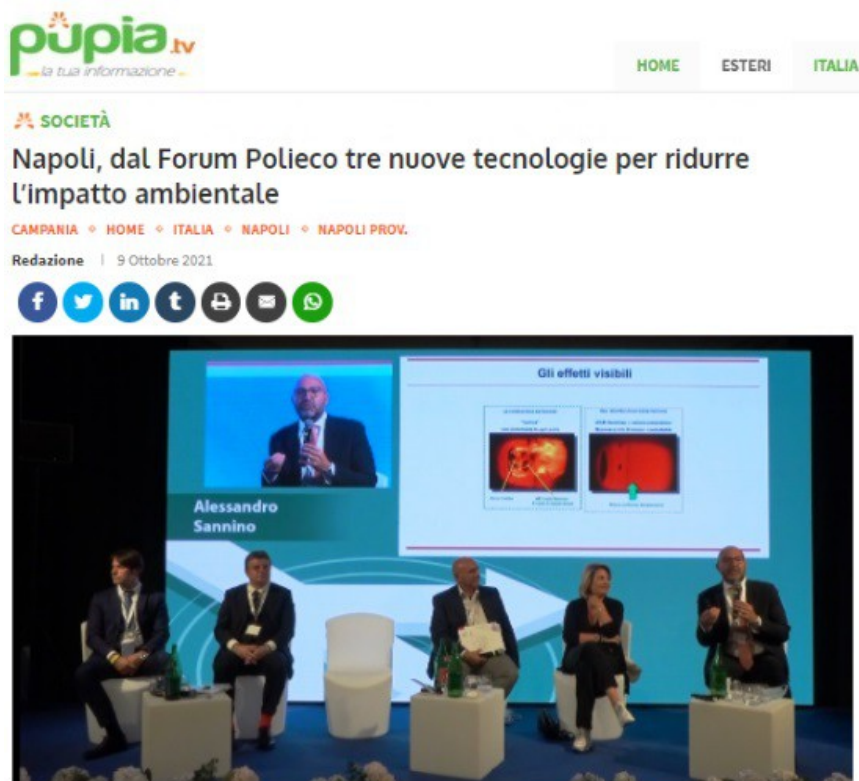 pupia.tv
la tua informazione
HOME ESTERI ITALIA
SOCIETÀ
Napoli, dal Forum Polieco tre nuove tecnologie per ridurre
l'impatto ambientale
CAMPANIA HOME ITALIA NAPOLI NAPOLI PROV.
Redazione | 9 Ottobre 2021
Gli effetti visibili
Alessandro
Sannino